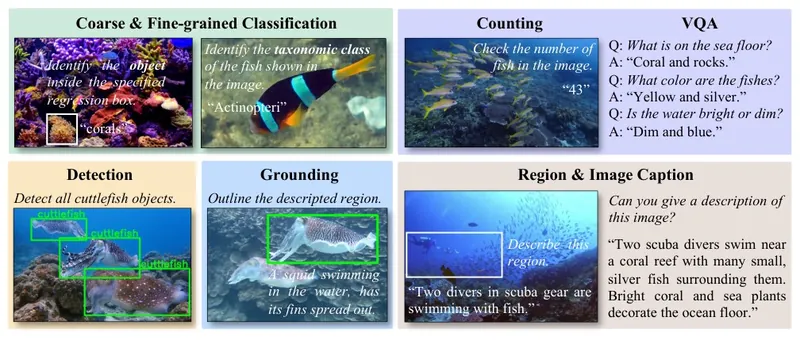 Coarse & Fine-grained Classification
Identify the object
inside the specified
regression box.
"corals"
Identify the taxonomic class
of the fish shown in
the image.
"Actinopteri"
Counting
Check the number of
fish in the image.
"43"
VQA
Q: What is on the sea floor?
A: "Coral and rocks."
Q: What color are the fishes?
A: "Yellow and silver."
Q: Is the water bright or dim?
A: "Dim and blue."
Detection
Detect all cuttlefish objects.
cuttlefish
cuttlefish
cuttlefish
Grounding
Outline the descripted region.
A squid swimming
in the water, has
its fins spread out.
Region & Image Caption
Describe this
region.
"Two divers in scuba gear are
swimming with fish."
Can you give a description of
this image?
"Two scuba divers swim near
a coral reef with many small,
silver fish surrounding them.
Bright coral and sea plants
decorate the ocean floor."